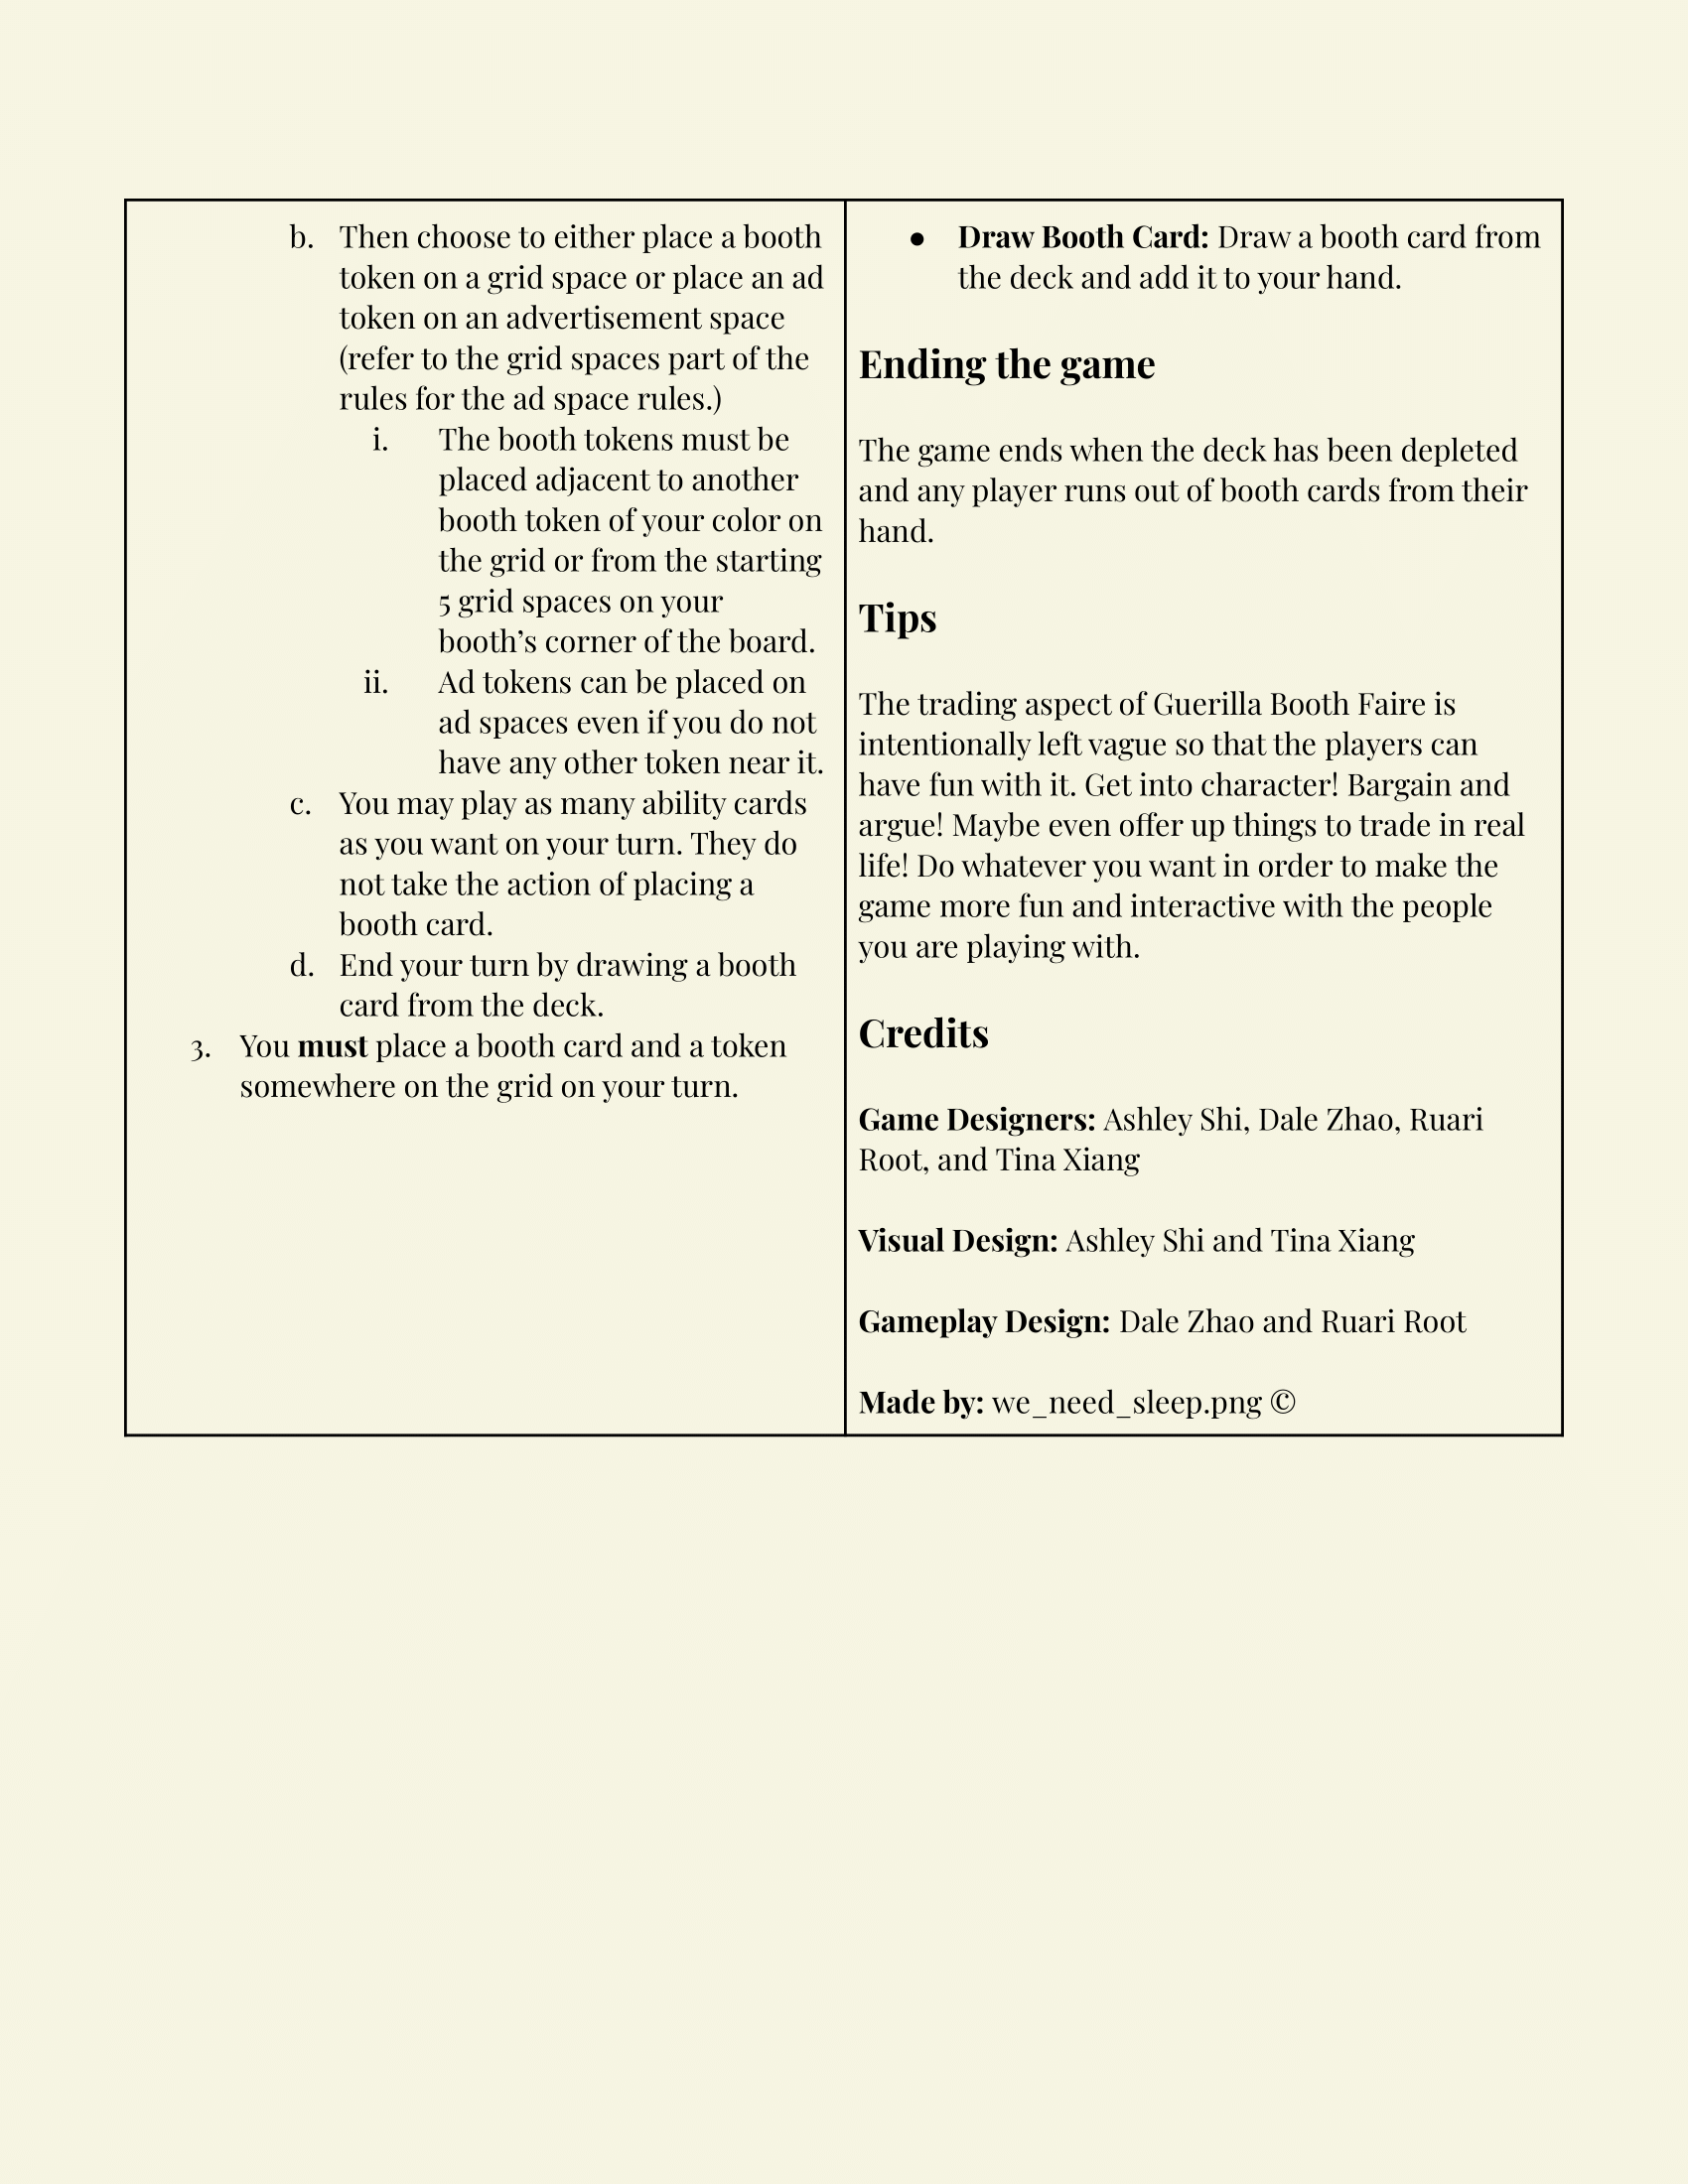 b. Then choose to either place a booth
token on a grid space or place an ad
token on an advertisement space
(refer to the grid spaces part of the
rules for the ad space rules.)
i. The booth tokens must be
placed adjacent to another
booth token of your color on
the grid or from the starting
5 grid spaces on your
booth’s corner of the board.
ii. Ad tokens can be placed on
ad spaces even if you do not
have any other token near it.
c. You may play as many ability cards
as you want on your turn. They do
not take the action of placing a
booth card.
d. End your turn by drawing a booth
card from the deck.
3. You must place a booth card and a token
somewhere on the grid on your turn.
● Draw Booth Card: Draw a booth card from
the deck and add it to your hand.
Ending the game
The game ends when the deck has been depleted
and any player runs out of booth cards from their
hand.
Tips
The trading aspect of Guerilla Booth Faire is
intentionally left vague so that the players can
have fun with it. Get into character! Bargain and
argue! Maybe even offer up things to trade in real
life! Do whatever you want in order to make the
game more fun and interactive with the people
you are playing with.
Credits
Game Designers: Ashley Shi, Dale Zhao, Ruari
Root, and Tina Xiang
Visual Design: Ashley Shi and Tina Xiang
Gameplay Design: Dale Zhao and Ruari Root
Made by: we_need_sleep.png ©